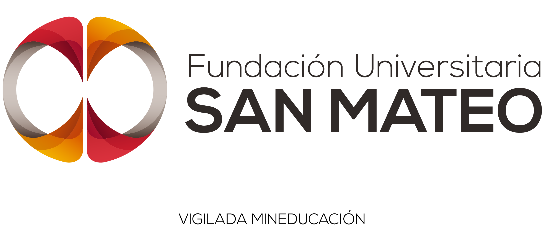 Fundación Universitaria
SAN MATEO
VIGILADA MINEDUCACIÓN